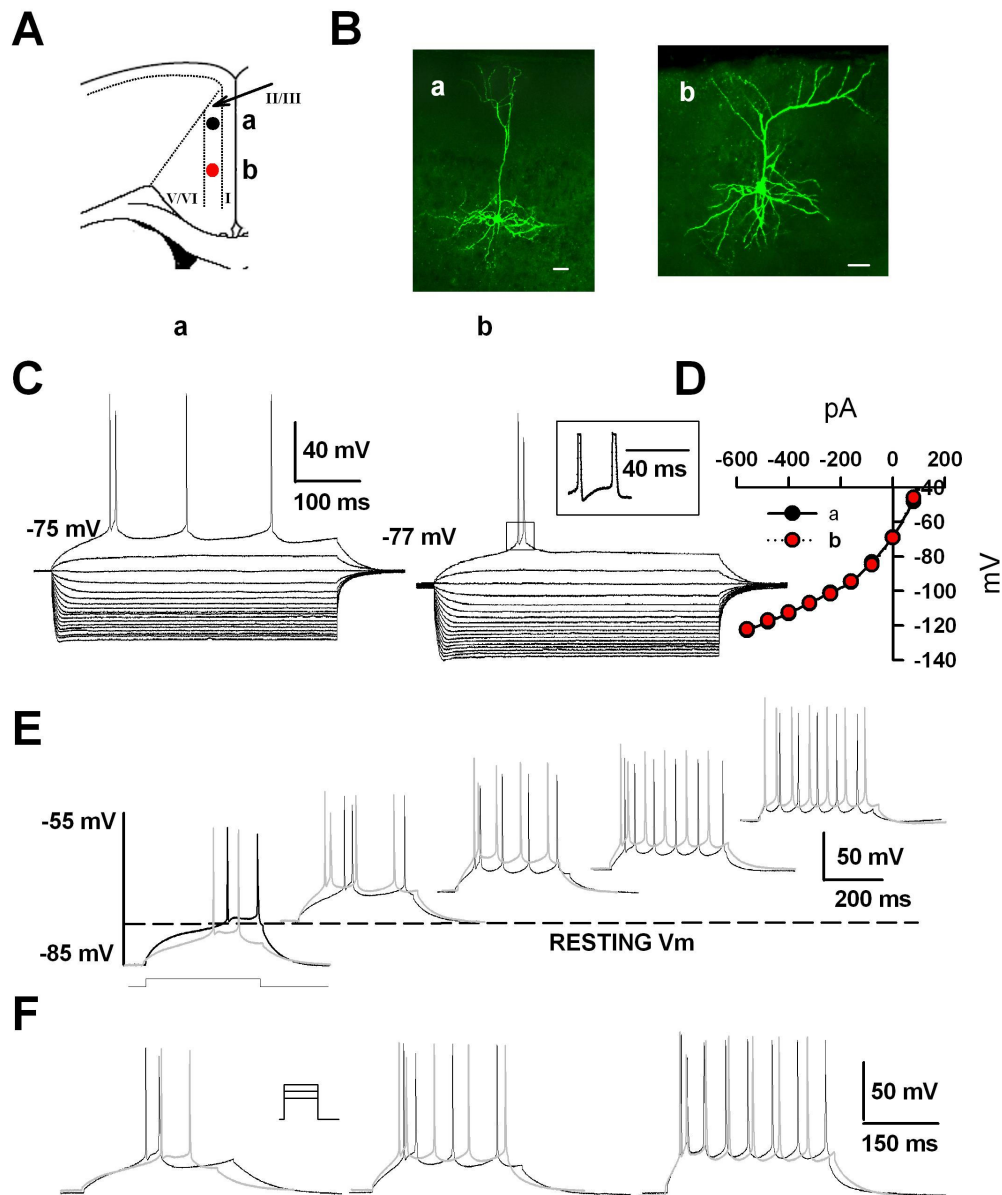 A
II/III
a
b
V/VI
I
B
a
b
a
b
C
-75 mV
40 mV
100 ms
-77 mV
40 ms
D
pA
-600
-400
-200
0
200
a
b
-40
-60
-80
-100
-120
-140
mV
E
-55 mV
-85 mV
RESTING Vm
50 mV
200 ms
F
50 mV
150 ms